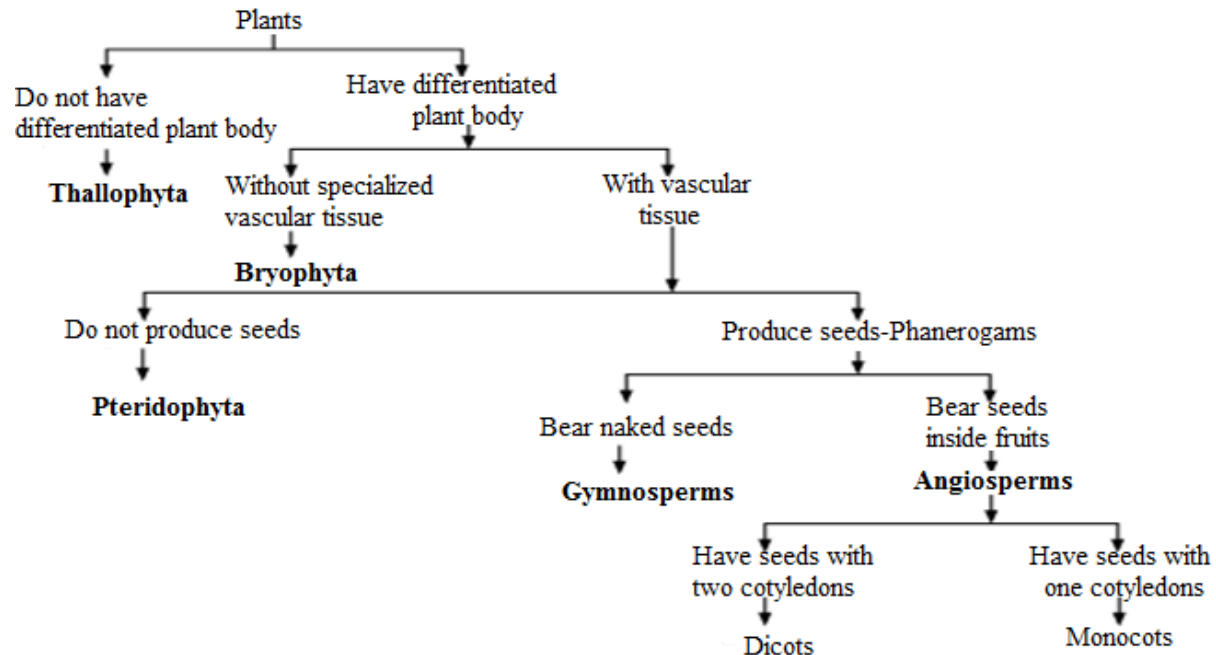 Plants
Do not have
differentiated plant body
Have differentiated
plant body
Thallophyta
Without specialized
vascular tissue
With vascular
tissue
Bryophyta
Do not produce seeds
Produce seeds-Phanerogams
Pteridophyta
Bear naked seeds
Bear seeds
inside fruits
Gymnosperms
Angiosperms
Have seeds with
two cotyledons
Have seeds with
one cotyledons
Dicots
Monocots